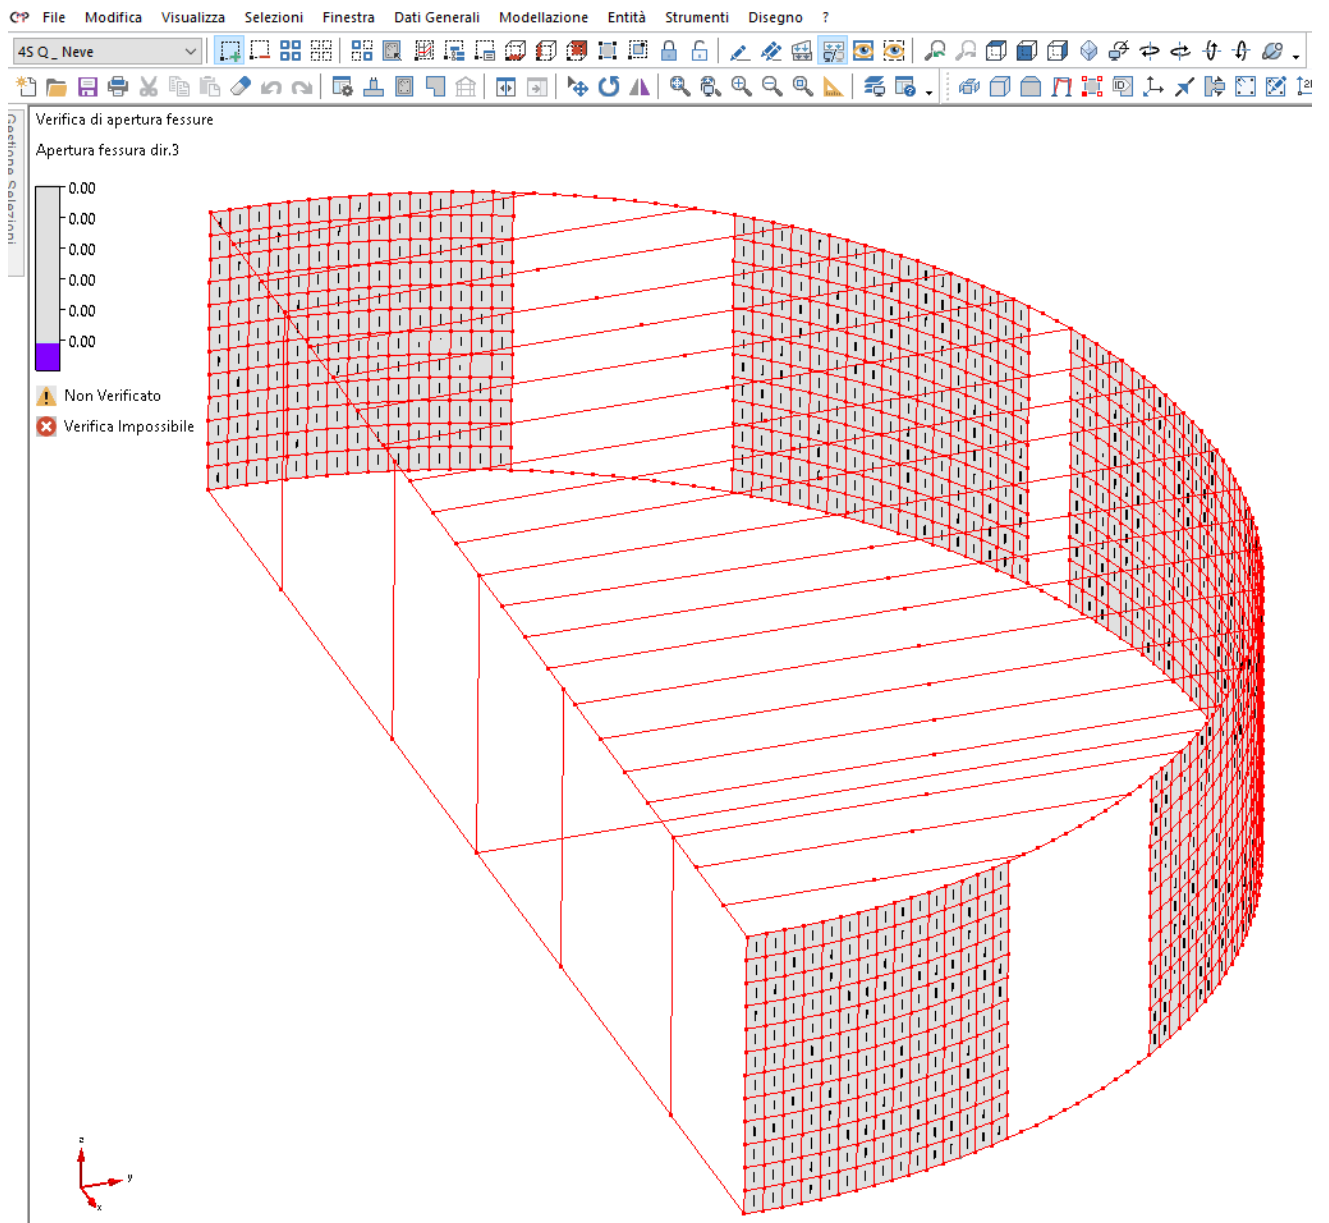 File Modifica Visualizza Selezioni Finestra Dati Generali Modellazione Entità Strumenti Disegno ?
4S Q_ Neve
Verifica di apertura fessure
Apertura fessura dir.3
0.00
0.00
0.00
0.00
0.00
0.00
Non Verificato
Verifica Impossibile
z
y
x